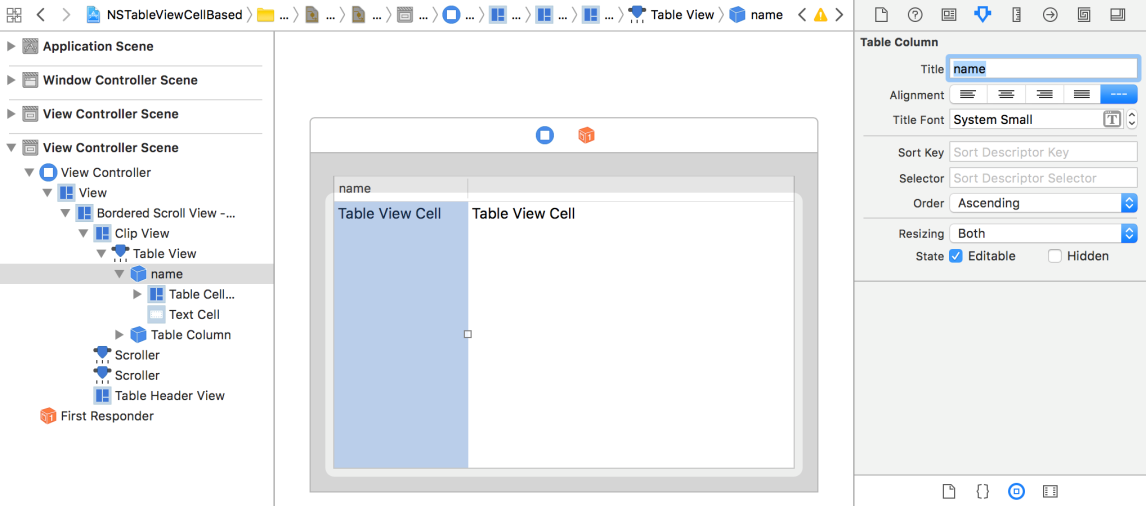 NSTableViewCellBased ... ... ... ... ... ... ... ... Table View name
Application Scene
Window Controller Scene
View Controller Scene
View Controller Scene
View Controller
View
Bordered Scroll View -...
Clip View
Table View
name
Table Cell...
Text Cell
Table Column
Scroller
Scroller
Table Header View
First Responder
name
Table View Cell Table View Cell
Table Column
Title name
Alignment ---
Title Font System Small T
Sort Key Sort Descriptor Key
Selector Sort Descriptor Selector
Order Ascending
Resizing Both
State Editable Hidden